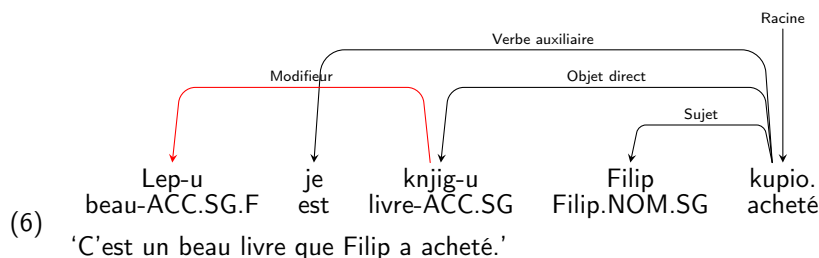 Racine
Verbe auxiliaire
Modifieur Objet direct
Sujet
Lep-u je knjig-u Filip kupio.
beau-ACC.SG.F est livre-ACC.SG Filip.NOM.SG acheté
(6)
‘C'est un beau livre que Filip a acheté.’